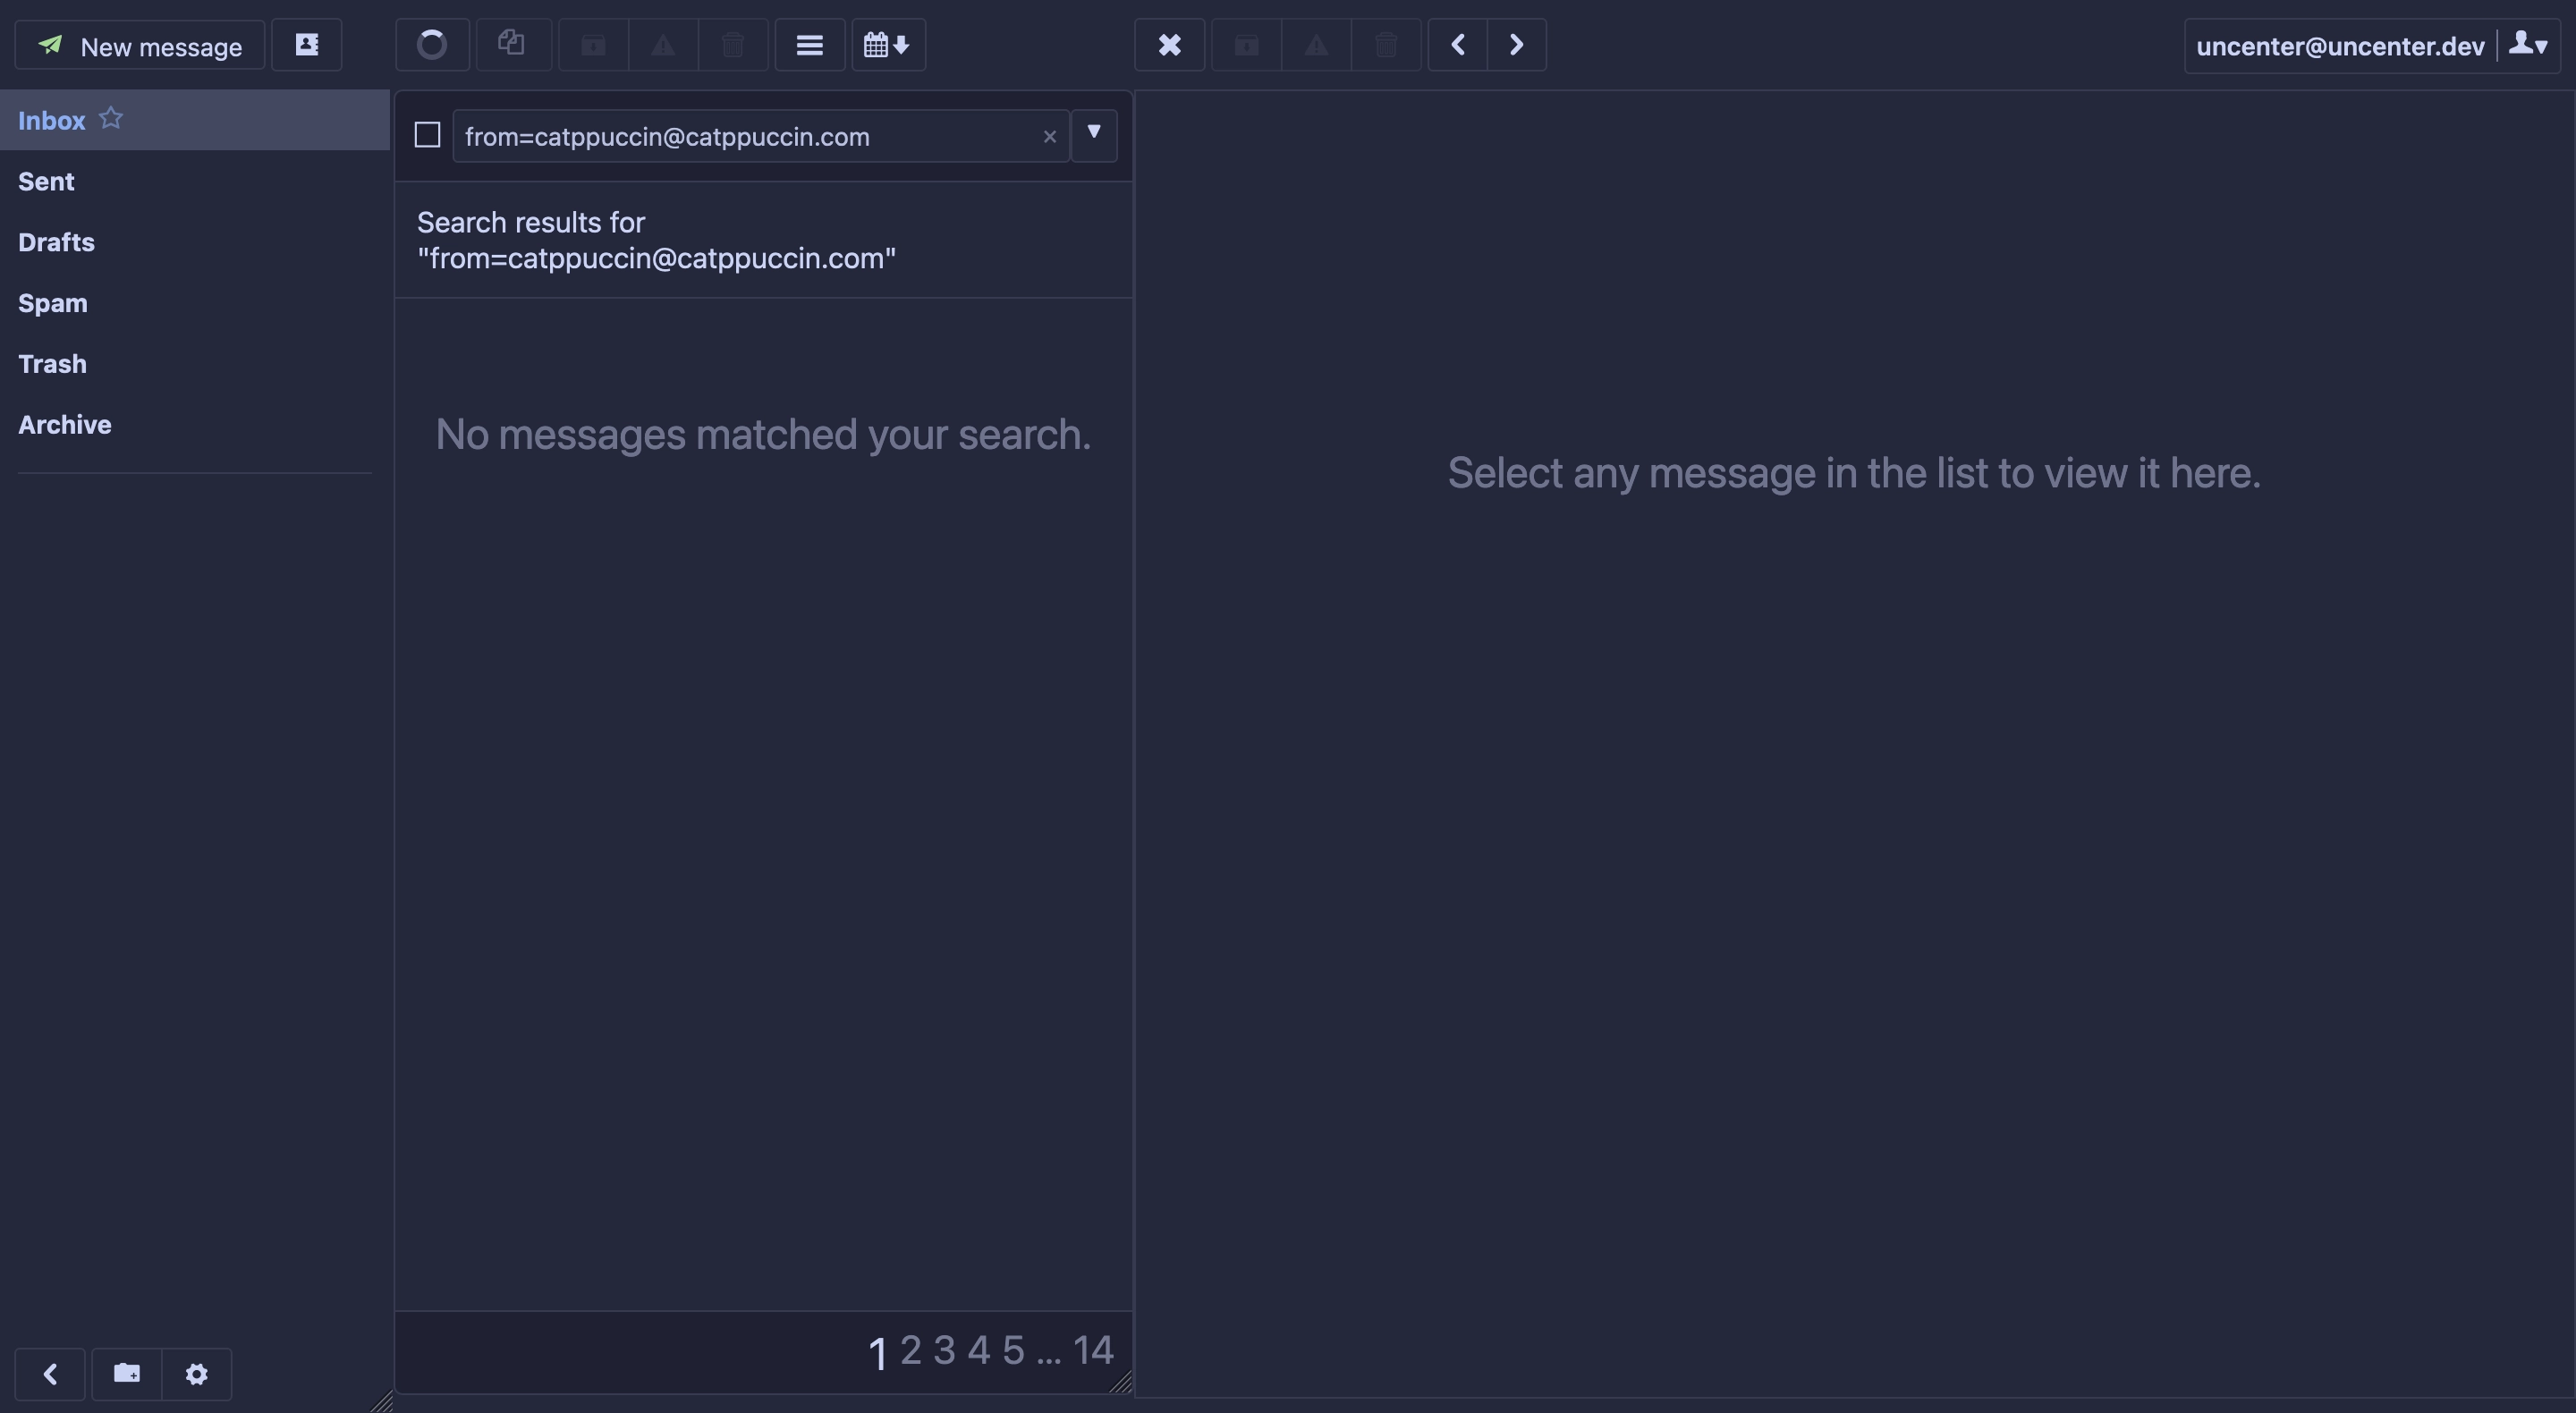 New message
uncenter@uncenter.dev
Inbox
Sent
Drafts
Spam
Trash
Archive
from=catppuccin@catppuccin.com
Search results for
"from=catppuccin@catppuccin.com"
No messages matched your search.
1 2 3 4 5 ... 14
Select any message in the list to view it here.